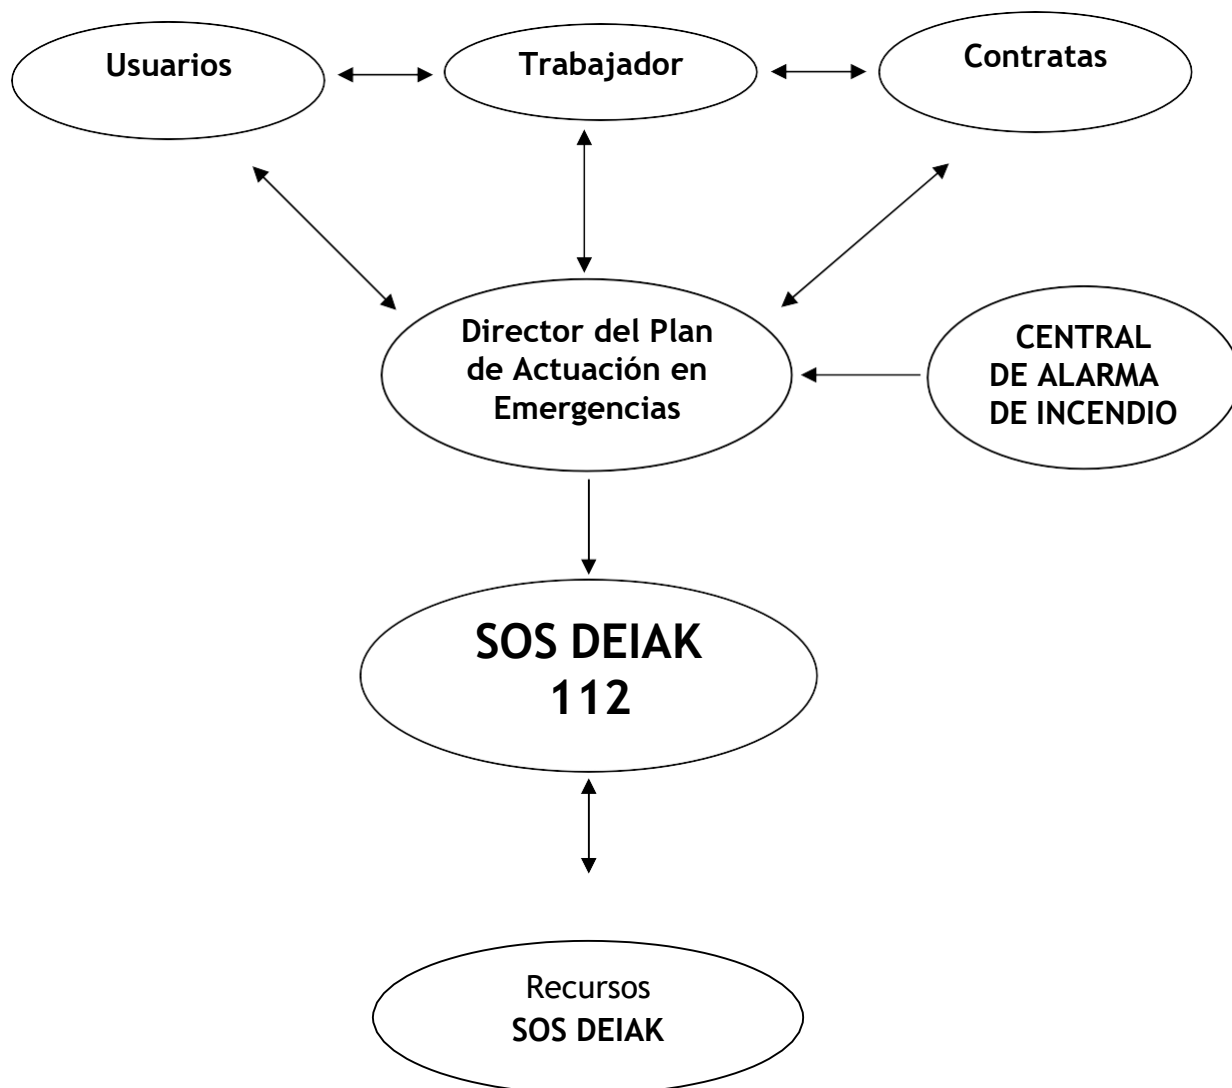 Usuarios
Trabajador
Contratas
Director del Plan
de Actuación en
Emergencias
CENTRAL
DE ALARMA
DE INCENDIO
SOS DEIAK
112
Recursos
SOS DEIAK